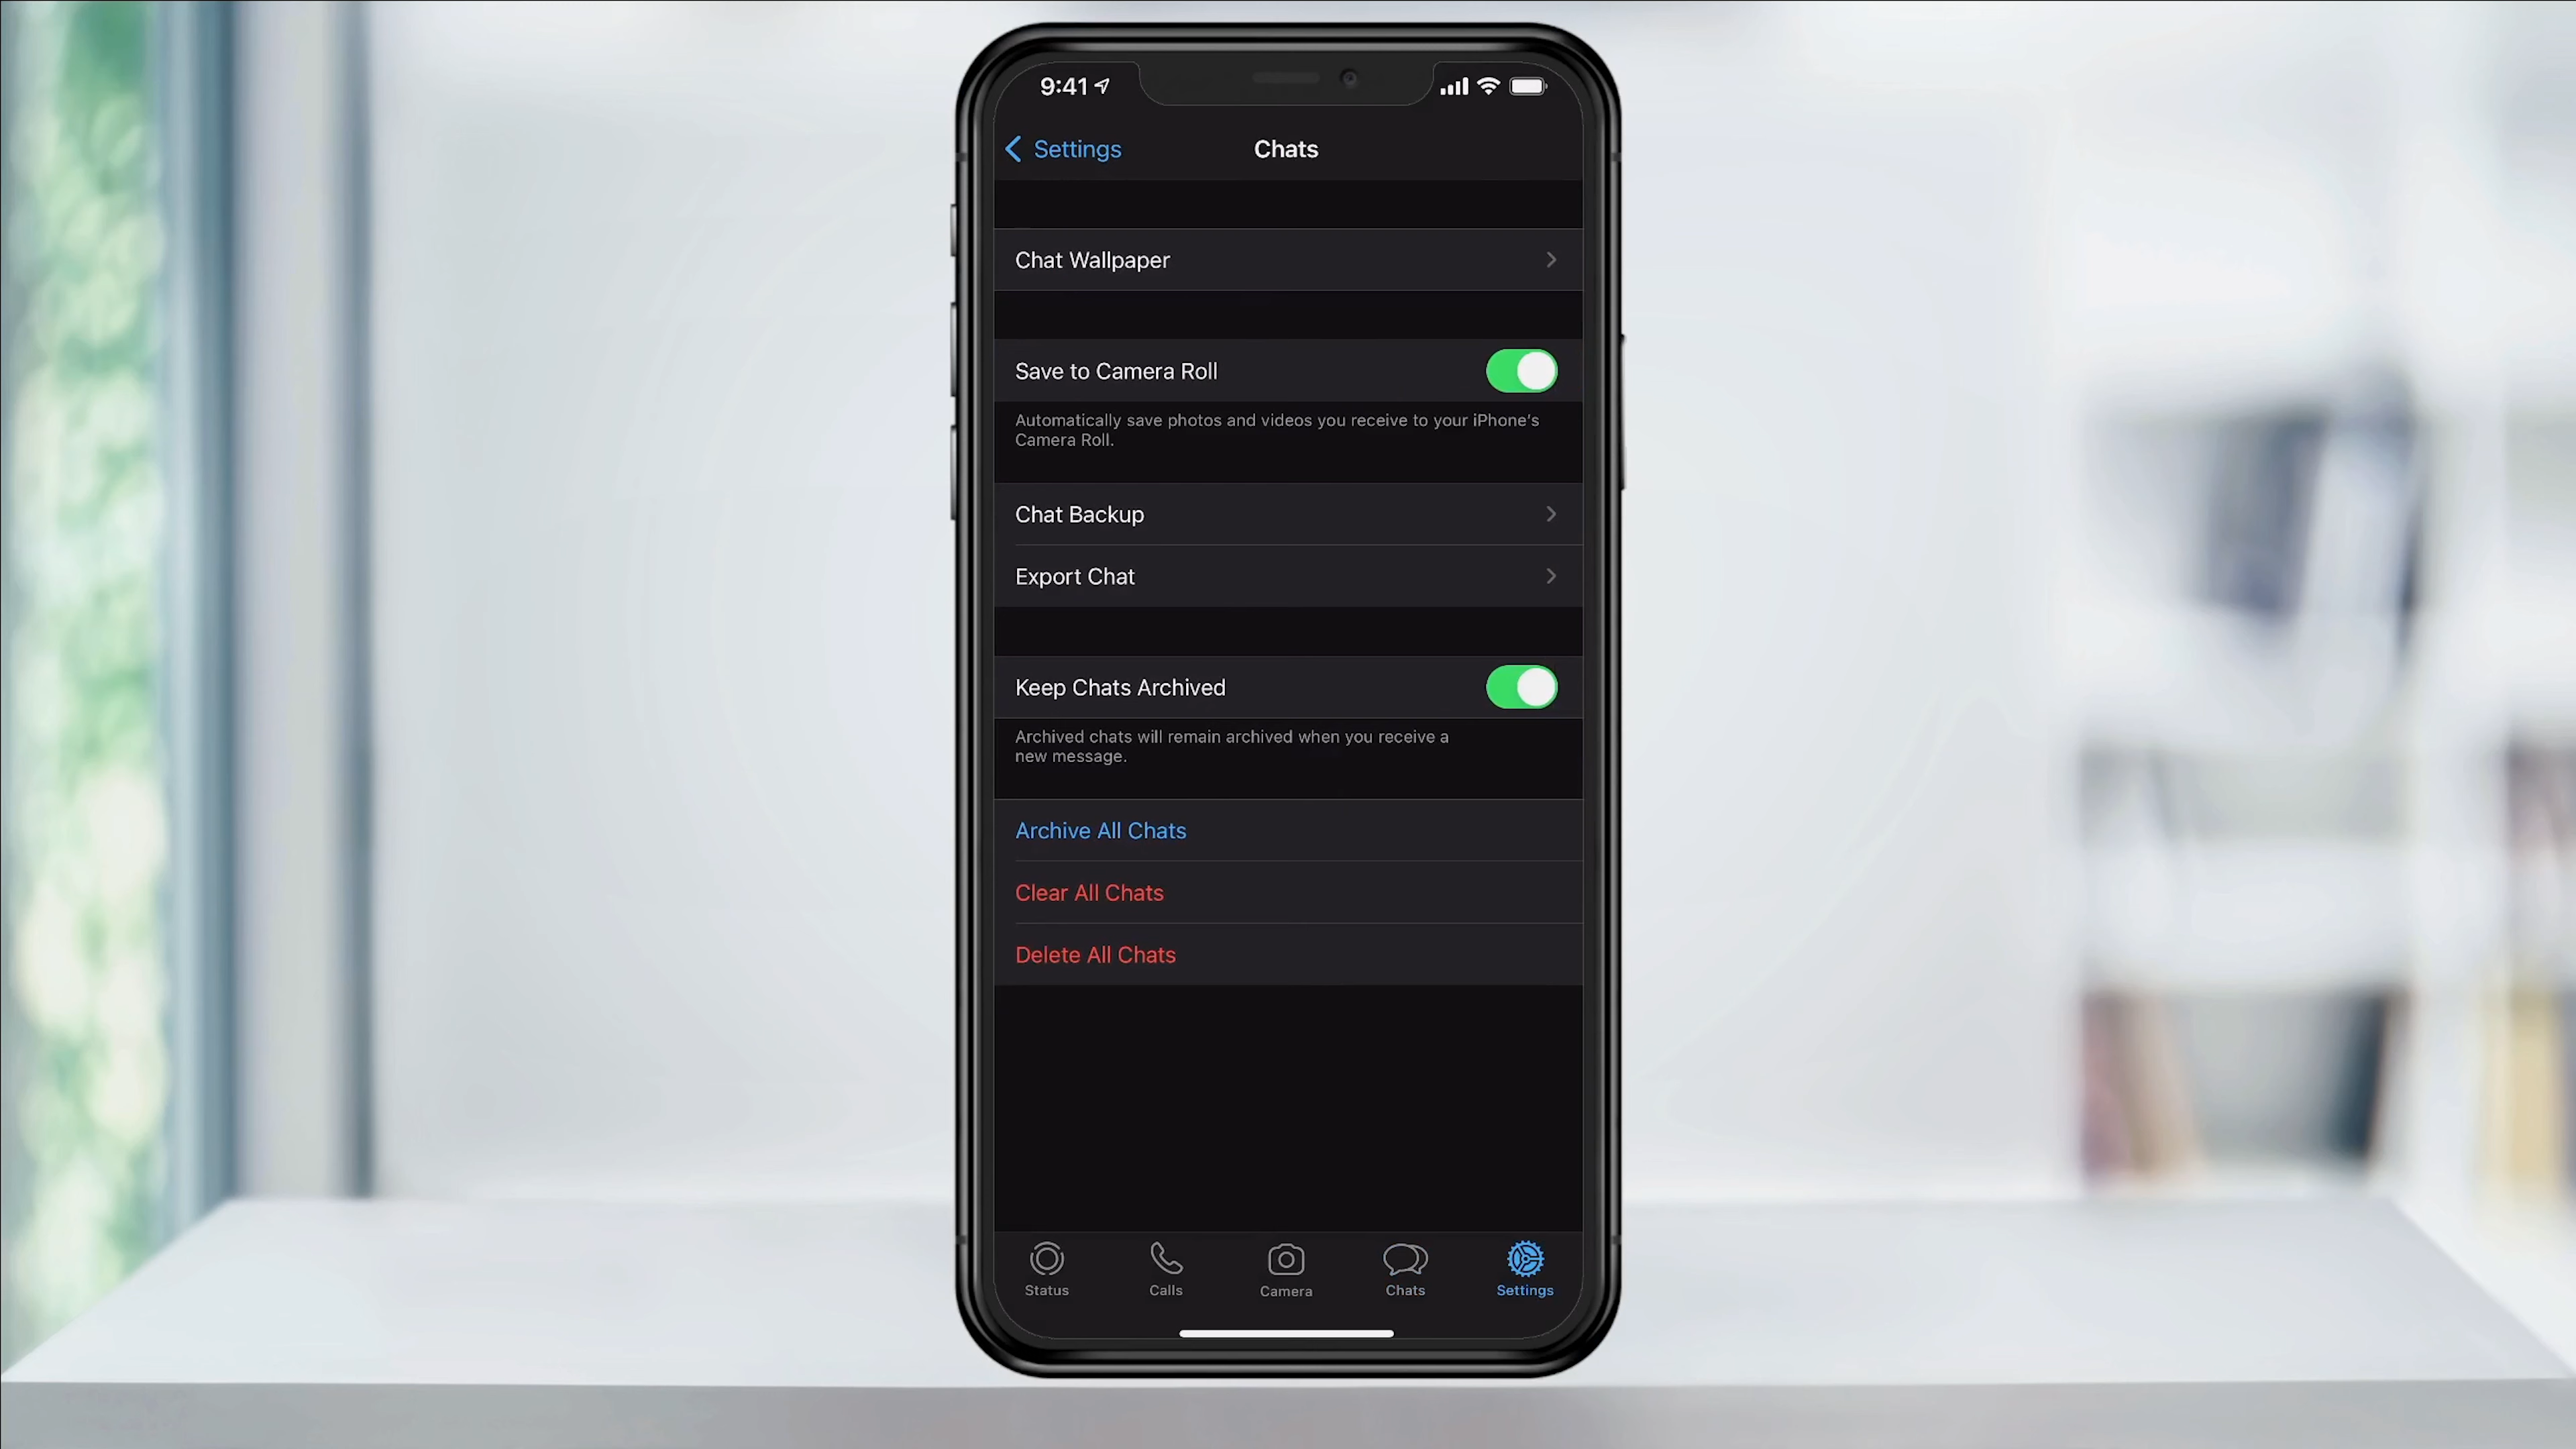 9:41
Settings
Chats
Chat Wallpaper
Save to Camera Roll
Automatically save photos and videos you receive to your iPhone's
Camera Roll.
Chat Backup
Export Chat
Keep Chats Archived
Archived chats will remain archived when you receive a
new message.
Archive All Chats
Clear All Chats
Delete All Chats
Status
Calls
Camera
Chats
Settings